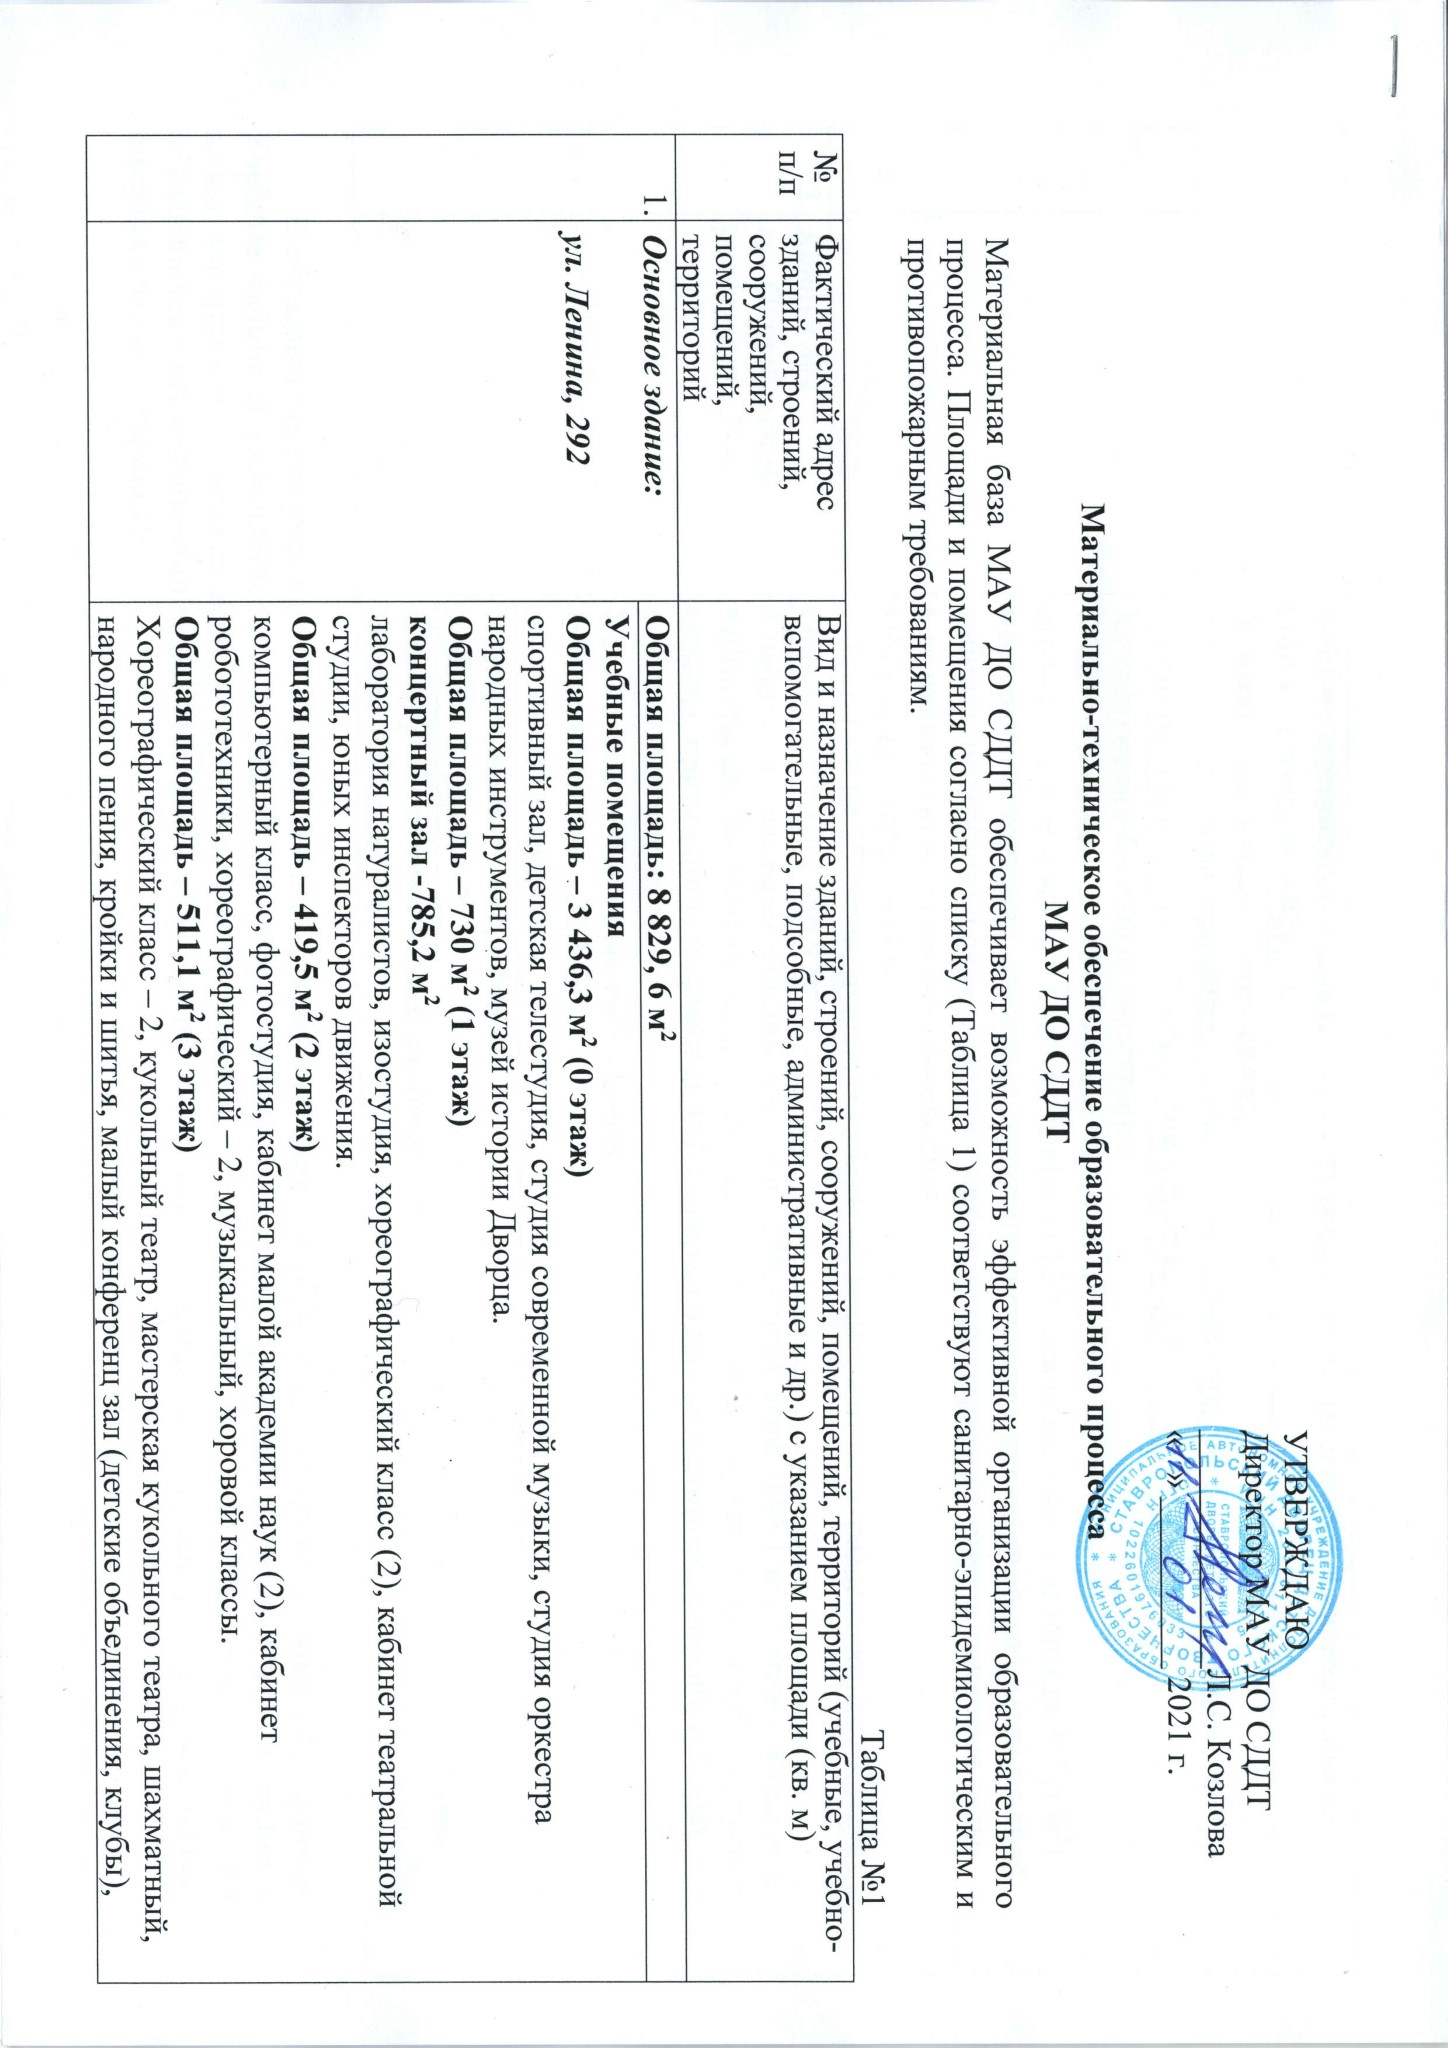 УТВЕРЖДАЮ
Директор МАУ ДО СДДТ
Л.С. Козлова
« » 01 2021 г.
Материально-техническое обеспечение образовательного процесса
МАУ ДО СДДТ
Материальная база МАУ ДО СДДТ обеспечивает возможность эффективной организации образовательного
процесса. Площади и помещения согласно списку (Таблица 1) соответствуют санитарно-эпидемиологическим и
противопожарным требованиям.
Таблица №1
№
п/п
Фактический адрес
зданий, строений,
сооружений,
помещений,
территорий
Вид и назначение зданий, строений, сооружений, помещений, территорий (учебные, учебно-
вспомогательные, подсобные, административные и др.) с указанием площади (кв. м)
1.
Основное здание:
ул. Ленина, 292
Общая площадь: 8 829, 6 м²
Учебные помещения
Общая площадь – 3 436,3 м² (0 этаж)
спортивный зал, детская телестудия, студия современной музыки, студия оркестра
народных инструментов, музей истории Дворца.
Общая площадь – 730 м² (1 этаж)
концертный зал -785,2 м²
лаборатория натуралистов, изостудия, хореографический класс (2), кабинет театральной
студии, юных инспекторов движения.
Общая площадь – 419,5 м² (2 этаж)
компьютерный класс, фотостудия, кабинет малой академии наук (2), кабинет
робототехники, хореографический – 2, музыкальный, хоровой классы.
Общая площадь – 511,1 м² (3 этаж)
Хореографический класс – 2, кукольный театр, мастерская кукольного театра, шахматный,
народного пения, кройки и шитья, малый конференц зал (детские объединения, клубы),